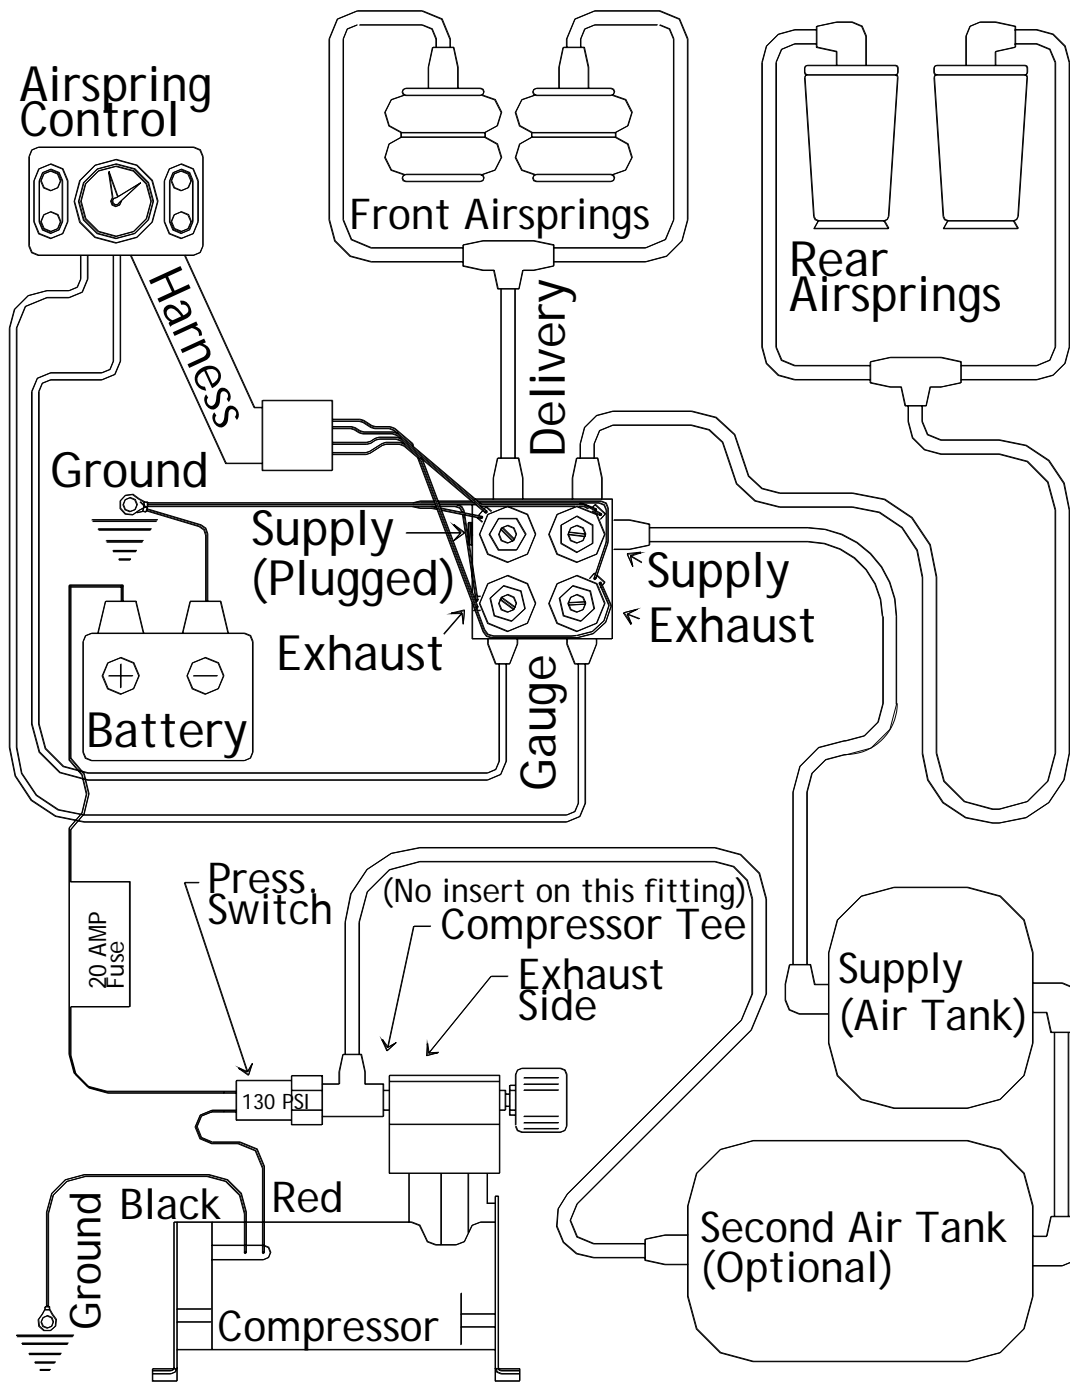 Airspring
Control
Front Airsprings
Rear
Airsprings
Harness
Delivery
Ground
Supply
(Plugged)
Exhaust
Supply
Exhaust
Gauge
+
−
Battery
20 AMP
Fuse
Press.
Switch
(No insert on this fitting)
Compressor Tee
Exhaust
Side
Supply
(Air Tank)
130 PSI
Black
Red
Ground
Compressor
Second Air Tank
(Optional)